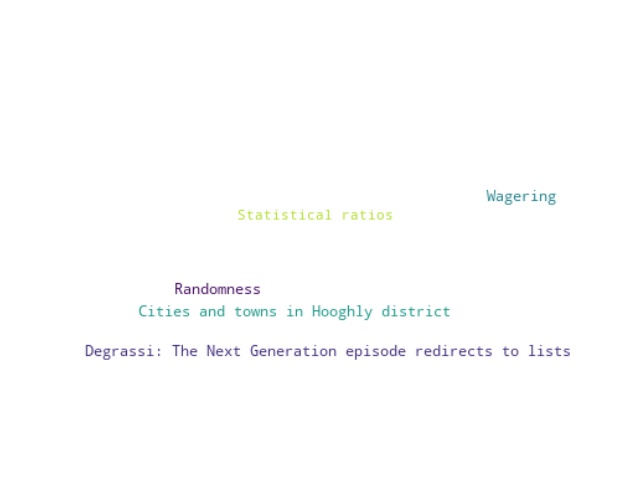 Wagering
Statistical ratios
Randomness
Cities and towns in Hooghly district
Degrassi: The Next Generation episode redirects to lists